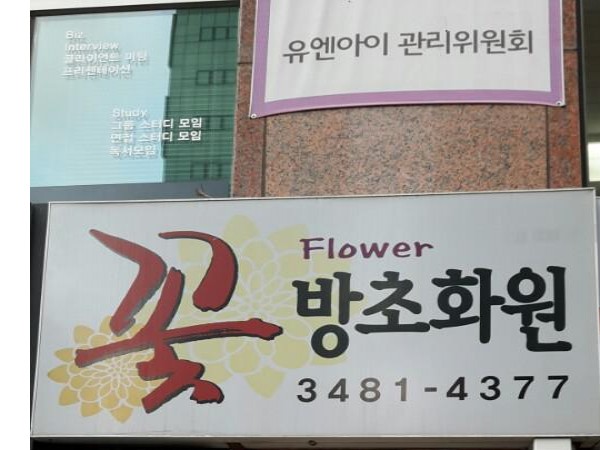 Biz
Interview
클라이언트 미팅
프리젠테이션
Study
그룹 스터디 모임
면접 스터디 모임
독서모임
유엔아이 관리위원회
꽃
Flower
방초화원
3481-4377